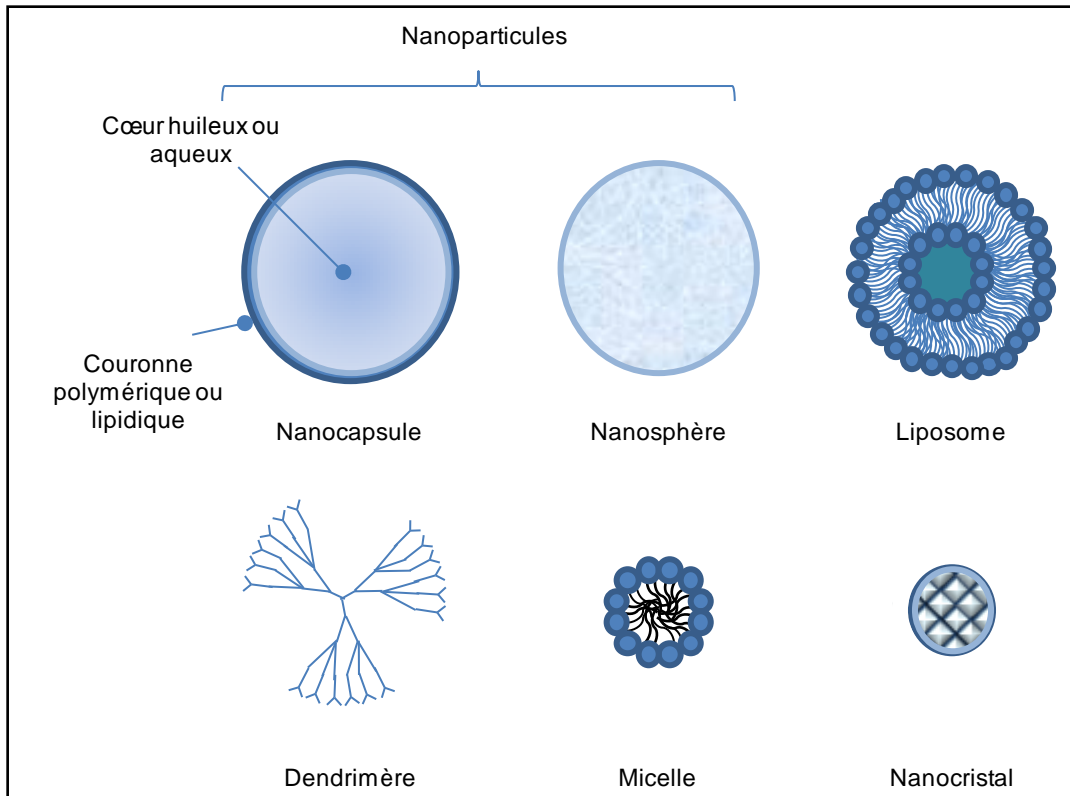 Nanoparticules
Cœur huileux ou
aqueux
Couronne
polymérique ou
lipidique
Nanocapsule
Nanosphère
Liposome
Dendrimère
Micelle
Nanocristal